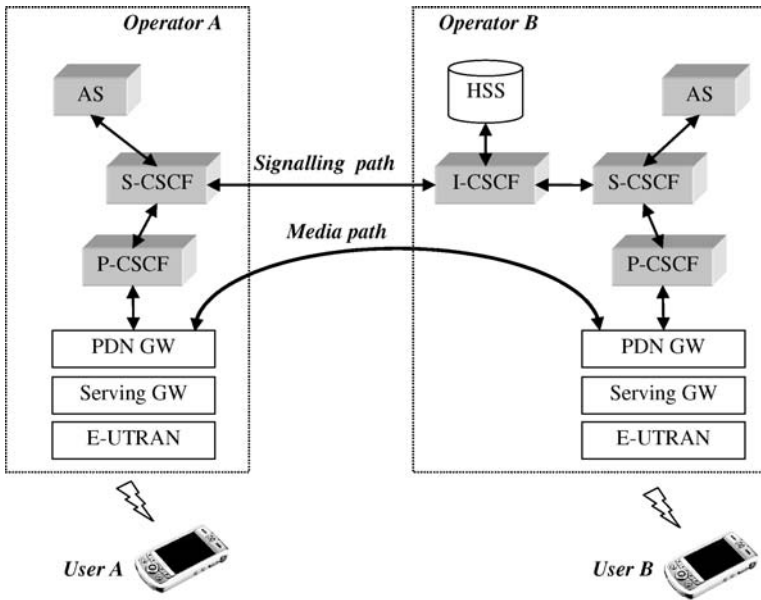 Operator A
Operator B
AS
HSS
AS
S-CSCF
Signalling path
I-CSCF
S-CSCF
P-CSCF
Media path
P-CSCF
PDN GW
PDN GW
Serving GW
Serving GW
E-UTRAN
E-UTRAN
User A
User B